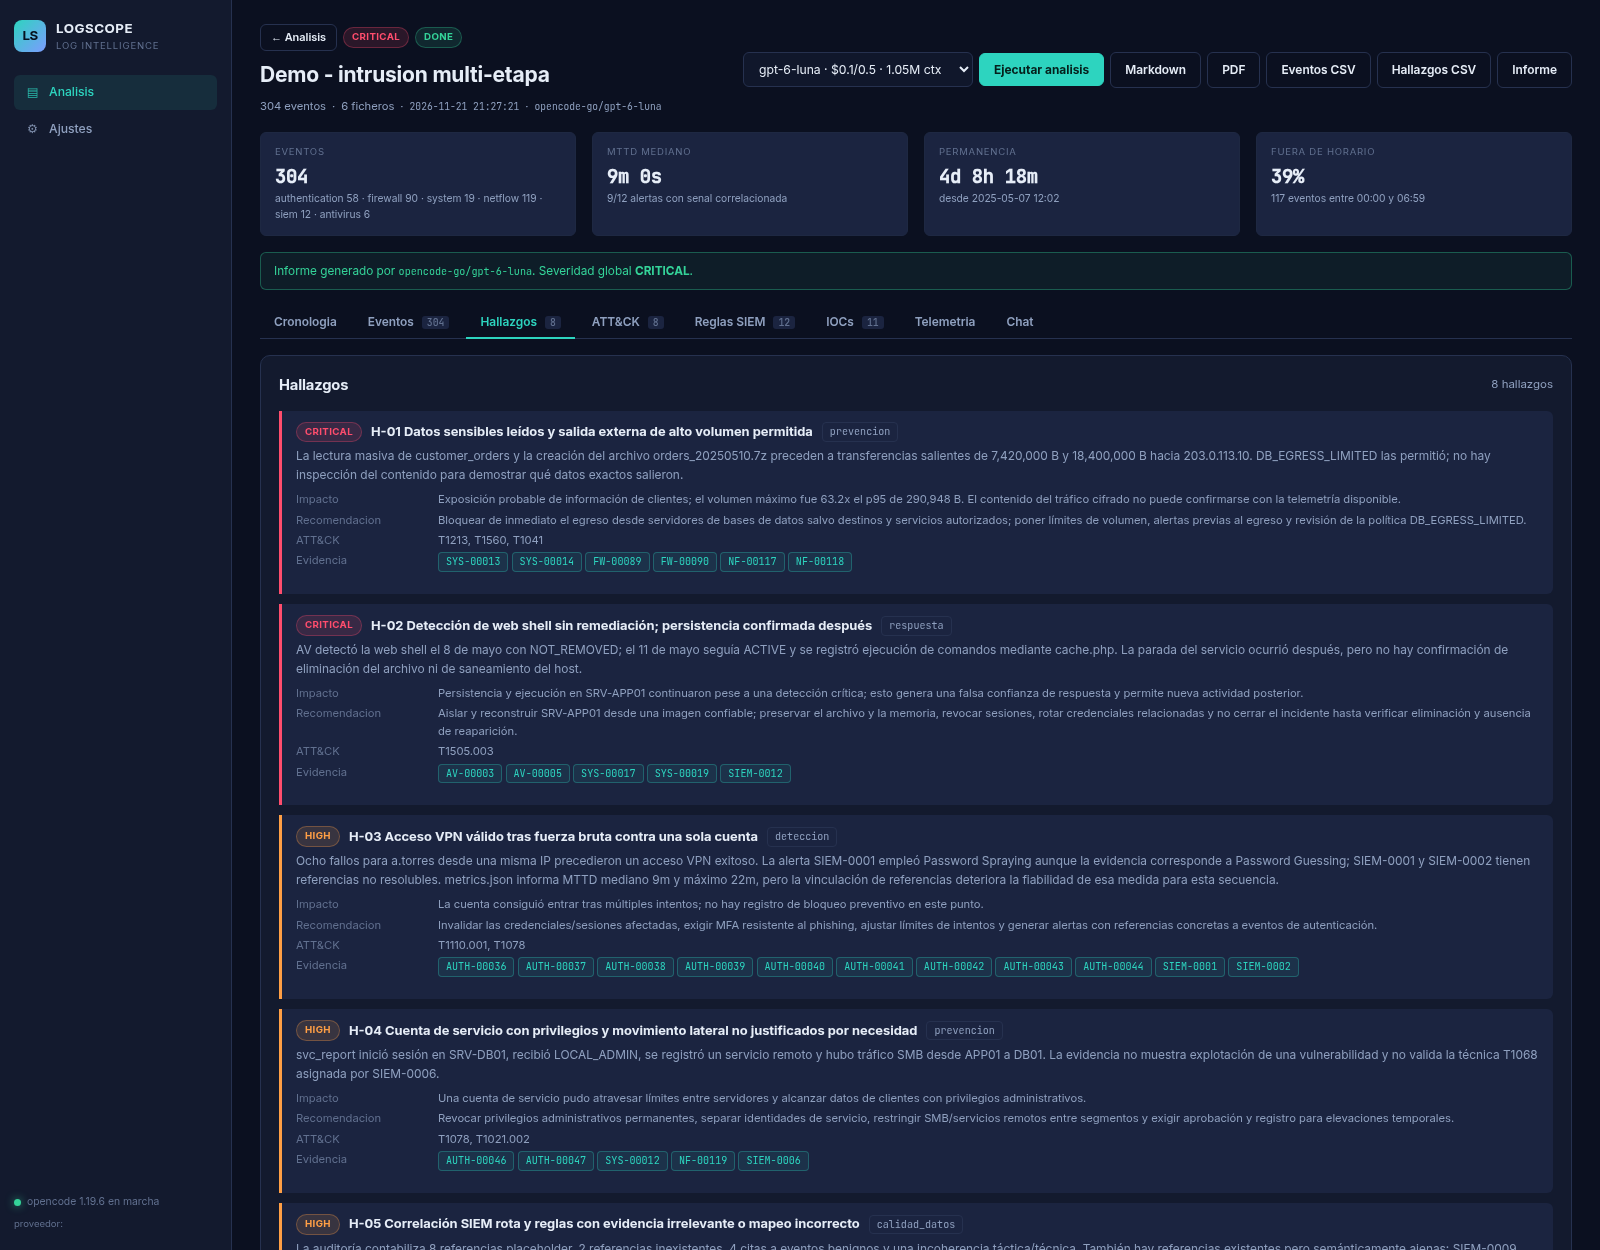 LS
LOGSCOPE
LOG INTELLIGENCE
Analisis
Ajustes
← Analisis
CRITICAL
DONE
Demo - intrusion multi-etapa
304 eventos · 6 ficheros · 2026-11-21 21:27:21 · opencode-go/gpt-6-luna
gpt-6-luna · $0.1/0.5 · 1.05M ctx
Ejecutar analisis
Markdown
PDF
Eventos CSV
Hallazgos CSV
Informe
EVENTOS
304
authentication 58 · firewall 90 · system 19 · netflow 119 ·
siem 12 · antivirus 6
MTTD MEDIANO
9m 0s
9/12 alertas con senal correlacionada
PERMANENCIA
4d 8h 18m
desde 2025-05-07 12:02
FUERA DE HORARIO
39%
117 eventos entre 00:00 y 06:59
Informe generado por opencode-go/gpt-6-luna. Severidad global CRITICAL.
Cronologia
Eventos 304
Hallazgos 8
ATT&CK 8
Reglas SIEM 12
IOCs 11
Telemetria
Chat
Hallazgos
8 hallazgos
CRITICAL H-01 Datos sensibles leídos y salida externa de alto volumen permitida prevencion
La lectura masiva de customer_orders y la creación del archivo orders_20250510.7z preceden a transferencias salientes de 7,420,000 B y 18,400,000 B hacia 203.0.113.10. DB_EGRESS_LIMITED las permitió; no hay
inspección del contenido para demostrar qué datos exactos salieron.
Impacto Exposición probable de información de clientes; el volumen máximo fue 63.2x el p95 de 290,948 B. El contenido del tráfico cifrado no puede confirmarse con la telemetría disponible.
Recomendacion Bloquear de inmediato el egreso desde servidores de bases de datos salvo destinos y servicios autorizados; poner límites de volumen, alertas previas al egreso y revisión de la política DB_EGRESS_LIMITED.
ATT&CK T1213, T1560, T1041
Evidencia SYS-00013 SYS-00014 FW-00089 FW-00090 NF-00117 NF-00118
CRITICAL H-02 Detección de web shell sin remediación; persistencia confirmada después respuesta
AV detectó la web shell el 8 de mayo con NOT_REMOVED; el 11 de mayo seguía ACTIVE y se registró ejecución de comandos mediante cache.php. La parada del servicio ocurrió después, pero no hay confirmación de
eliminación del archivo ni de saneamiento del host.
Impacto Persistencia y ejecución en SRV-APP01 continuaron pese a una detección crítica; esto genera una falsa confianza de respuesta y permite nueva actividad posterior.
Recomendacion Aislar y reconstruir SRV-APP01 desde una imagen confiable; preservar el archivo y la memoria, revocar sesiones, rotar credenciales relacionadas y no cerrar el incidente hasta verificar eliminación y ausencia
de reaparición.
ATT&CK T1505.003
Evidencia AV-00003 AV-00005 SYS-00017 SYS-00019 SIEM-0012
HIGH H-03 Acceso VPN válido tras fuerza bruta contra una sola cuenta deteccion
Ocho fallos para a.torres desde una misma IP precedieron un acceso VPN exitoso. La alerta SIEM-0001 empleó Password Spraying aunque la evidencia corresponde a Password Guessing; SIEM-0001 y SIEM-0002 tienen
referencias no resolubles. metrics.json informa MTTD mediano 9m y máximo 22m, pero la vinculación de referencias deteriora la fiabilidad de esa medida para esta secuencia.
Impacto La cuenta consiguió entrar tras múltiples intentos; no hay registro de bloqueo preventivo en este punto.
Recomendacion Invalidar las credenciales/sesiones afectadas, exigir MFA resistente al phishing, ajustar límites de intentos y generar alertas con referencias concretas a eventos de autenticación.
ATT&CK T1110.001, T1078
Evidencia AUTH-00036 AUTH-00037 AUTH-00038 AUTH-00039 AUTH-00040 AUTH-00041 AUTH-00042 AUTH-00043 AUTH-00044 SIEM-0001 SIEM-0002
HIGH H-04 Cuenta de servicio con privilegios y movimiento lateral no justificados por necesidad prevencion
svc_report inició sesión en SRV-DB01, recibió LOCAL_ADMIN, se registró un servicio remoto y hubo tráfico SMB desde APP01 a DB01. La evidencia no muestra explotación de una vulnerabilidad y no valida la técnica T1068
asignada por SIEM-0006.
Impacto Una cuenta de servicio pudo atravesar límites entre servidores y alcanzar datos de clientes con privilegios administrativos.
Recomendacion Revocar privilegios administrativos permanentes, separar identidades de servicio, restringir SMB/servicios remotos entre segmentos y exigir aprobación y registro para elevaciones temporales.
ATT&CK T1078, T1021.002
Evidencia AUTH-00046 AUTH-00047 SYS-00012 NF-00119 SIEM-0006
HIGH H-05 Correlación SIEM rota y reglas con evidencia irrelevante o mapeo incorrecto calidad_datos
La auditoría contabiliza 8 referencias placeholder, 2 referencias inexistentes, 4 citas a eventos benignos y una incoherencia táctica/técnica. También hay referencias existentes pero semánticamente ajenas: SIEM-0009
opencode 1.19.6 en marcha
proveedor: